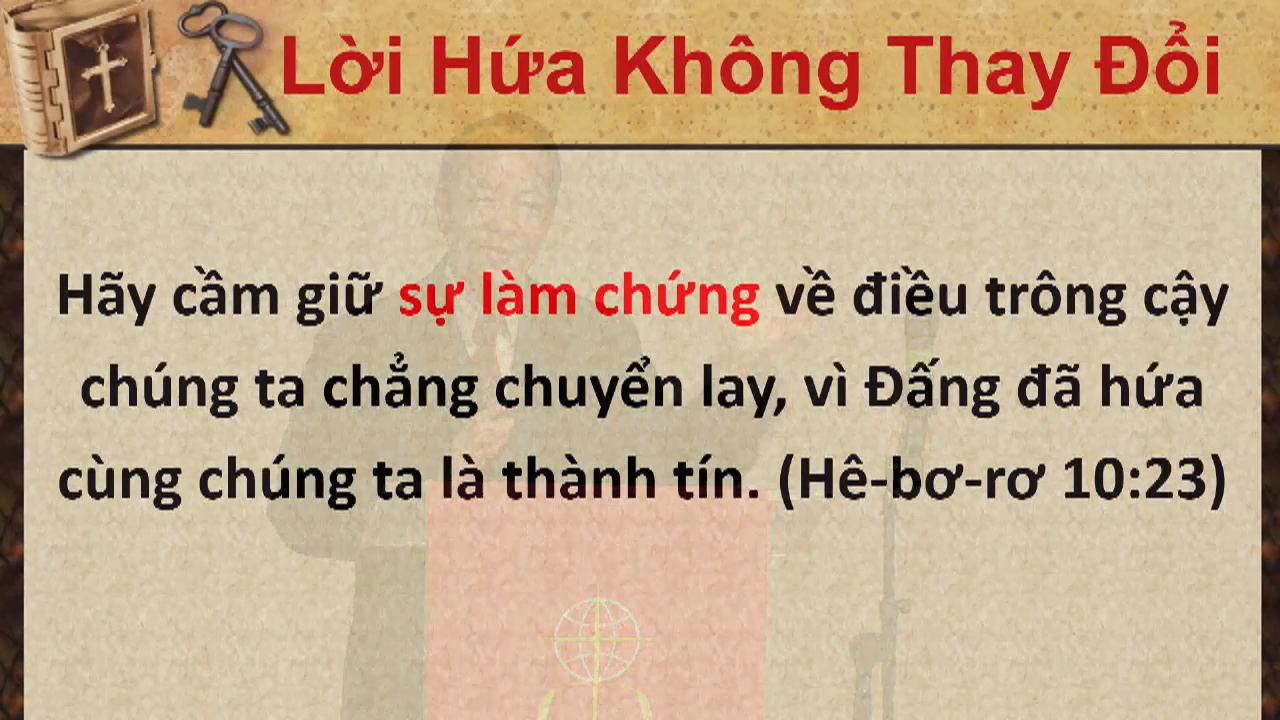 Lời Hứa Không Thay Đổi
Hãy cầm giữ sự làm chứng về điều trông cậy
chúng ta chẳng chuyển lay, vì Đấng đã hứa
cùng chúng ta là thành tín. (Hê-bơ-rơ 10:23)